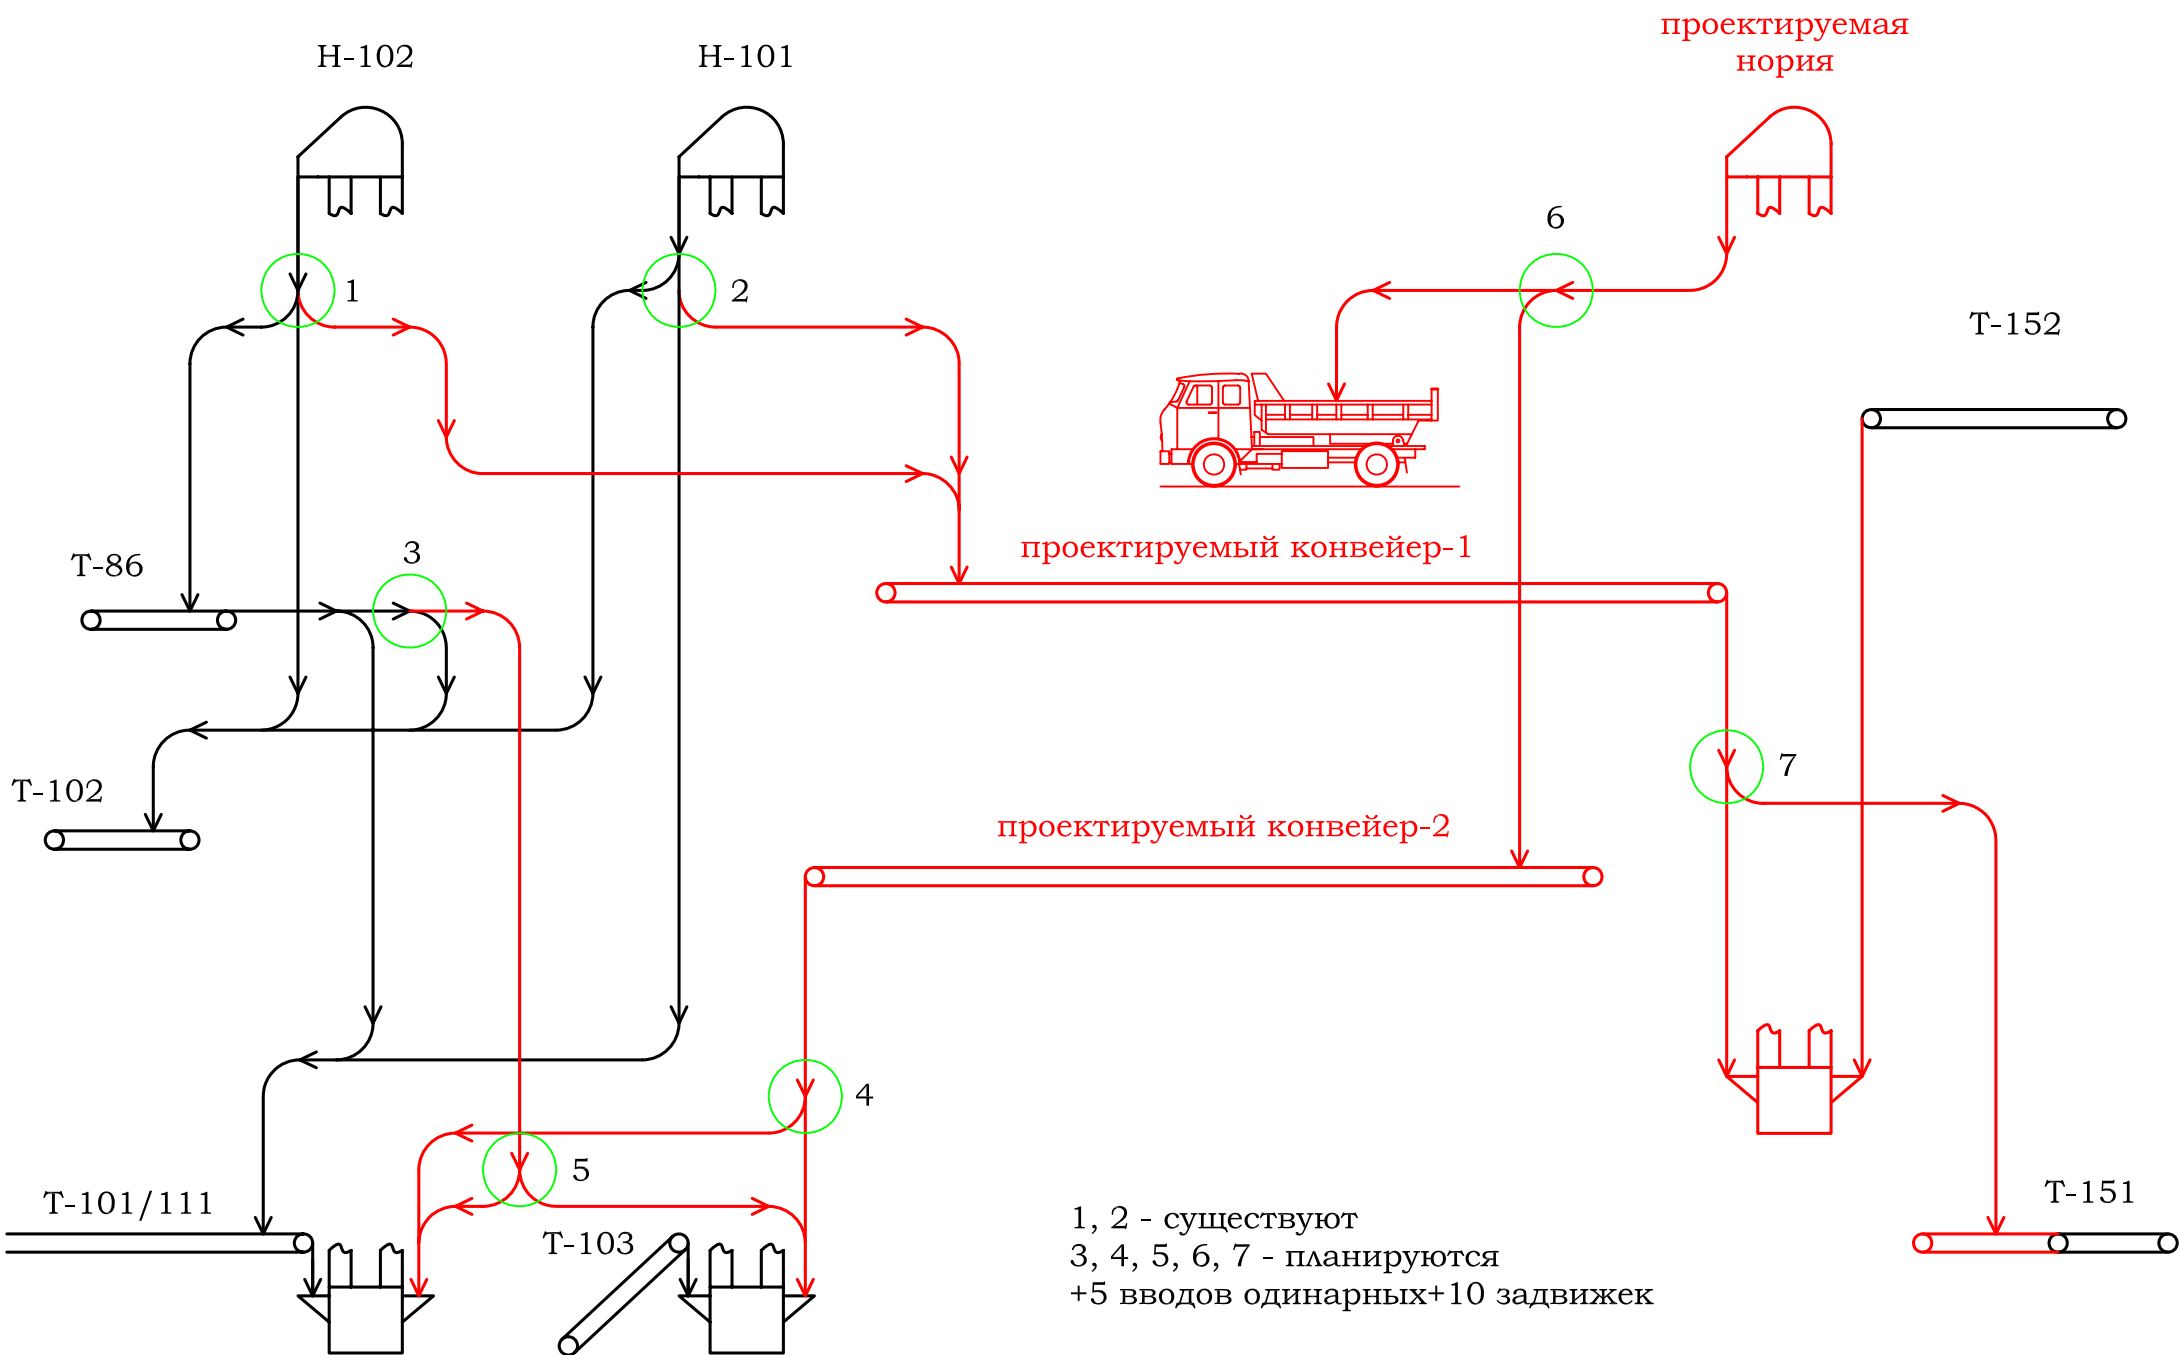 проектируемая
нория
Н-102
Н-101
6
1
2
Т-152
3
Т-86
проектируемый конвейер-1
7
Т-102
проектируемый конвейер-2
4
5
Т-101/111
Т-103
Т-151
1, 2 - существуют
3, 4, 5, 6, 7 - планируются
+5 вводов одинарных+10 задвижек